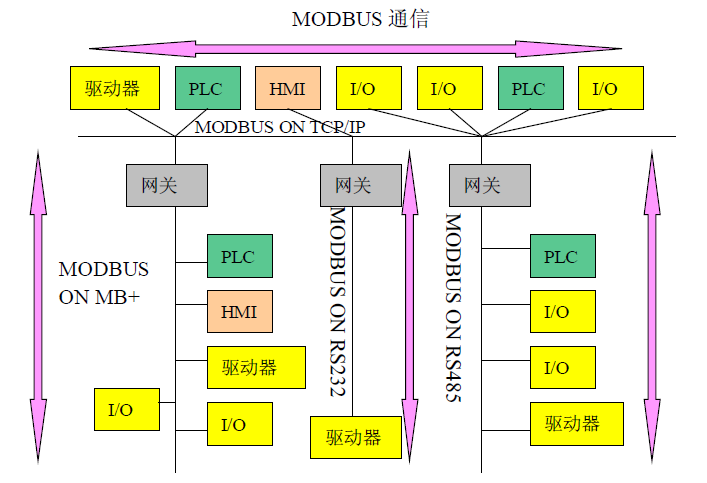 MODBUS 通信
驱动器
PLC
HMI
I/O
I/O
PLC
I/O
MODBUS ON TCP/IP
网关
网关
网关
MODBUS
ON MB+
PLC
HMI
驱动器
I/O
I/O
MODBUS ON RS232
驱动器
MODBUS ON RS485
PLC
I/O
I/O
驱动器